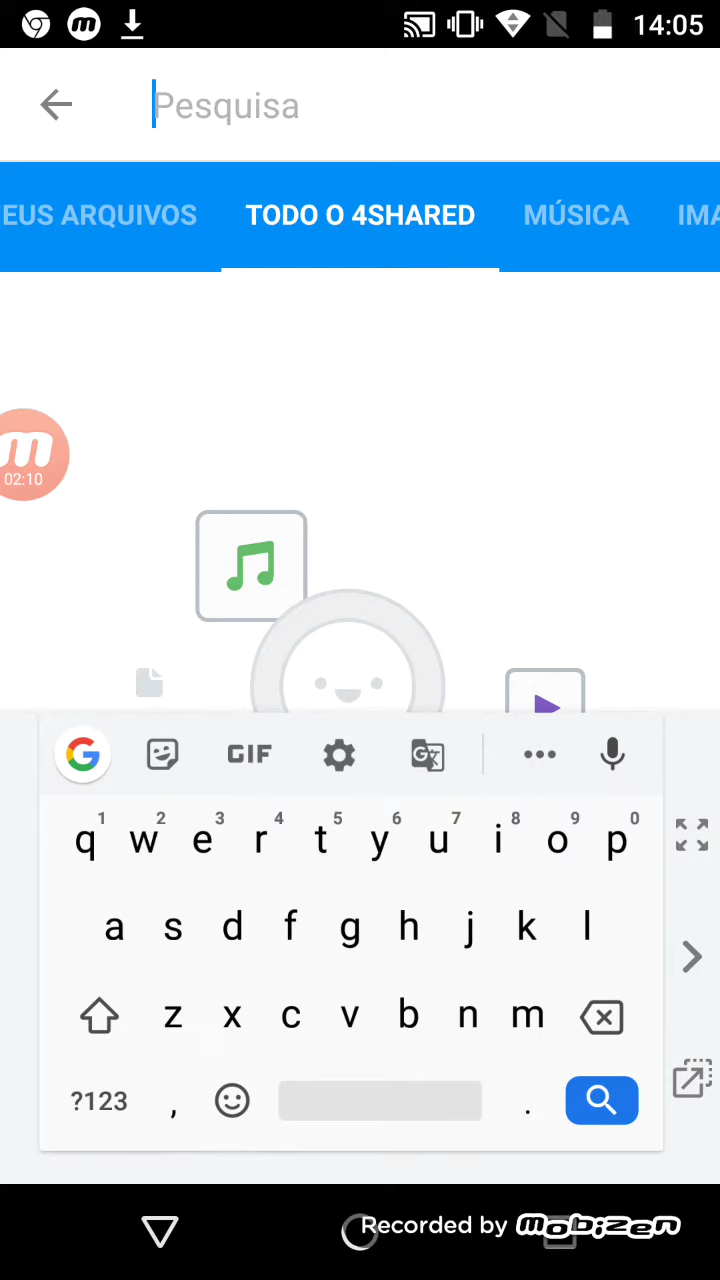 14:05
Pesquisa
EUS ARQUIVOS TODO O 4SHARED MÚSICA IMA
m
02:10
G GIF G
1 2 3 4 5 6 7 8 9 0
q w e r t y u i o p
a s d f g h j k l
z x c v b n m
?123 , .
Recorded by mobizen